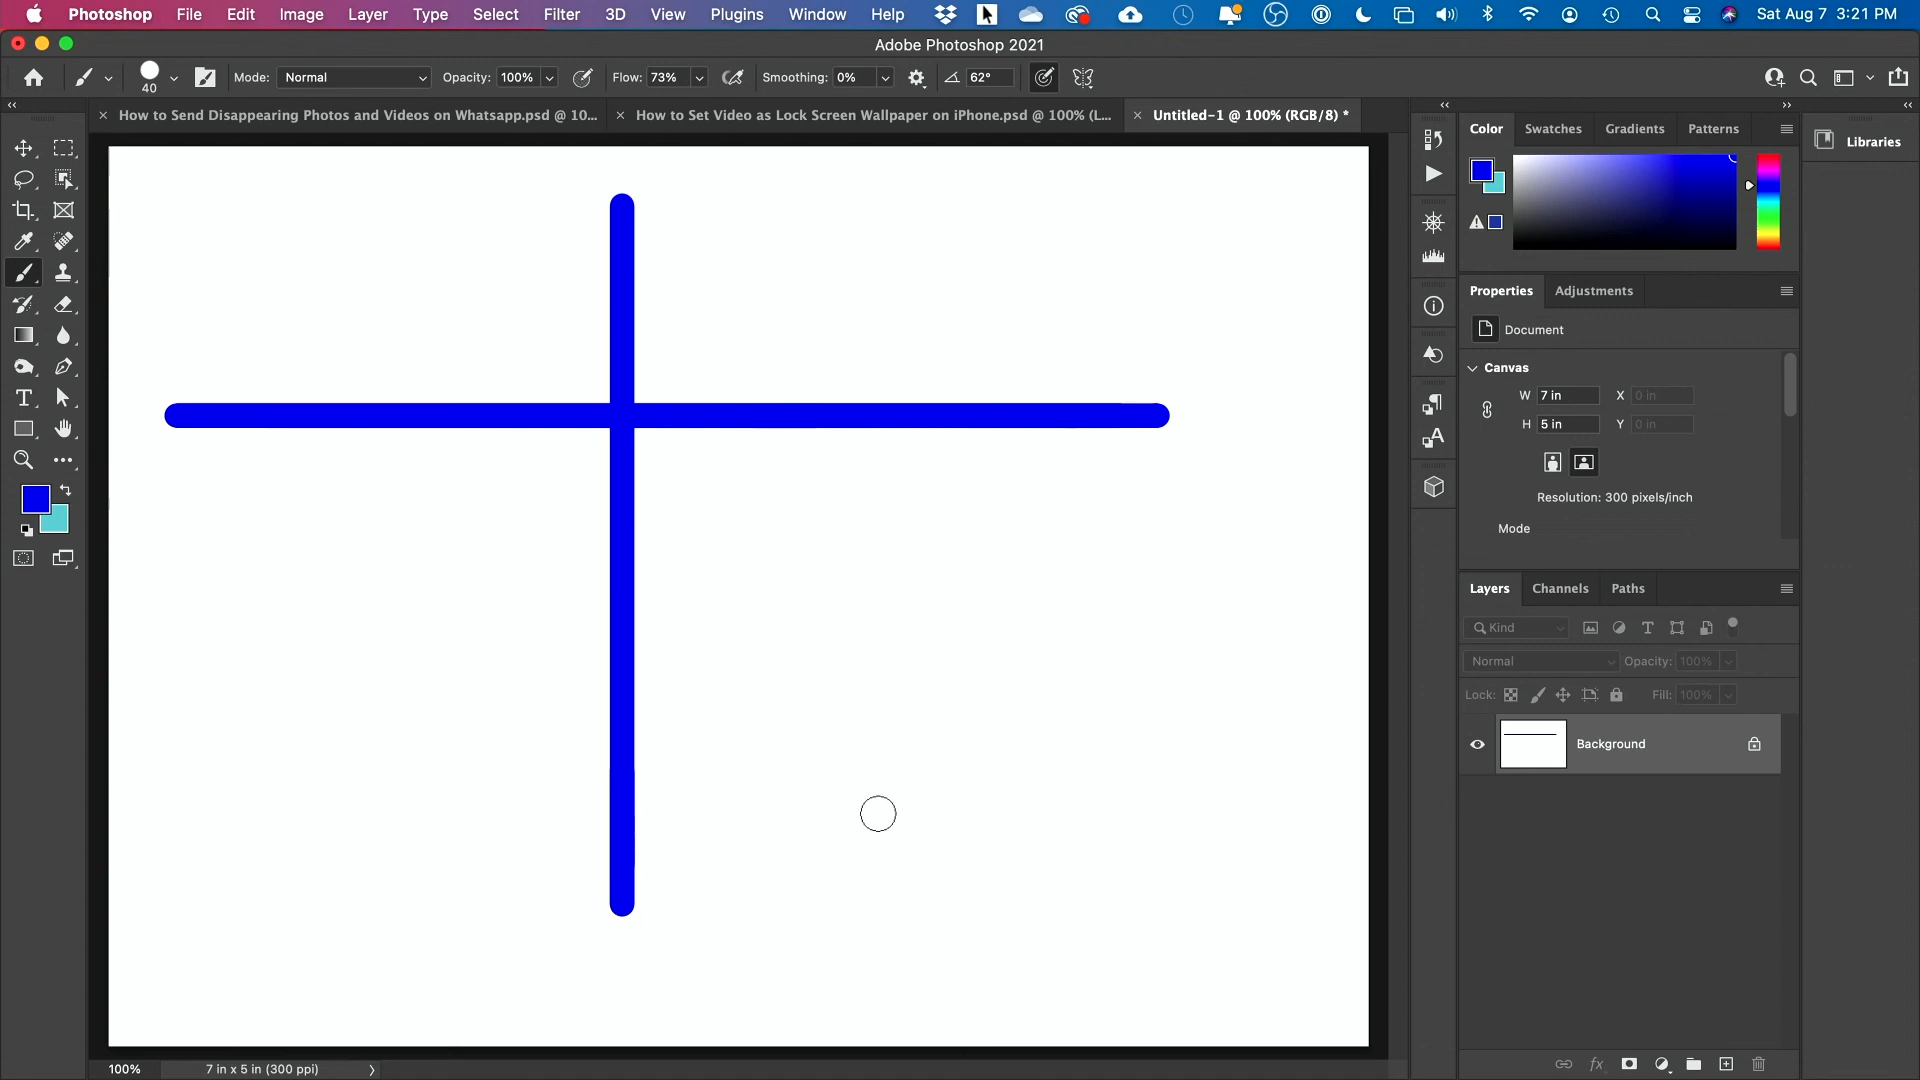 Photoshop File Edit Image Layer Type Select Filter 3D View Plugins Window Help Sat Aug 7 3:21 PM
Adobe Photoshop 2021
40 Mode: Normal Opacity: 100% Flow: 73% Smoothing: 0% 62°
How to Send Disappearing Photos and Videos on Whatsapp.psd @ 10... How to Set Video as Lock Screen Wallpaper on iPhone.psd @ 100% (L... Untitled-1 @ 100% (RGB/8) *
Color Swatches Gradients Patterns
Libraries
Properties Adjustments
Document
Canvas
W 7 in X 0 in
H 5 in Y 0 in
Resolution: 300 pixels/inch
Mode
Layers Channels Paths
Kind
Normal Opacity: 100%
Lock: Fill: 100%
Background
100% 7 in x 5 in (300 ppi)